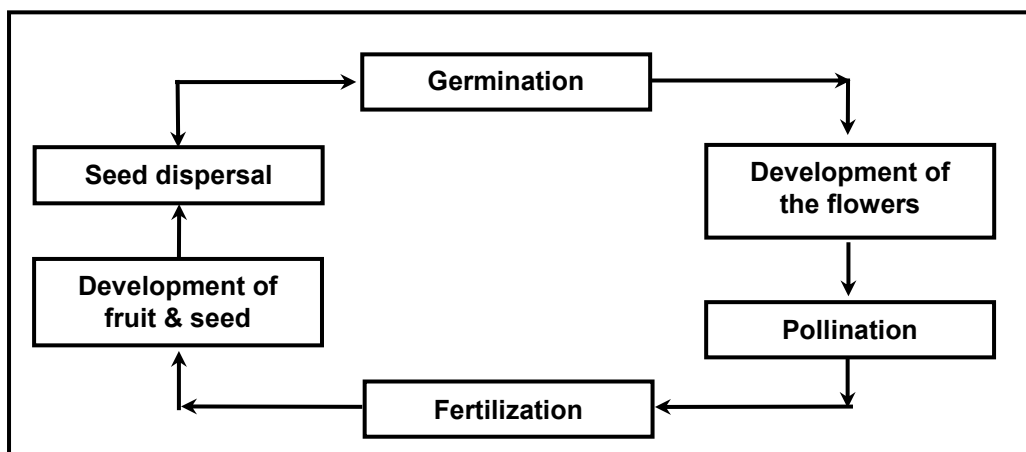 Germination
Seed dispersal
Development of
the flowers
Development of
fruit & seed
Pollination
Fertilization